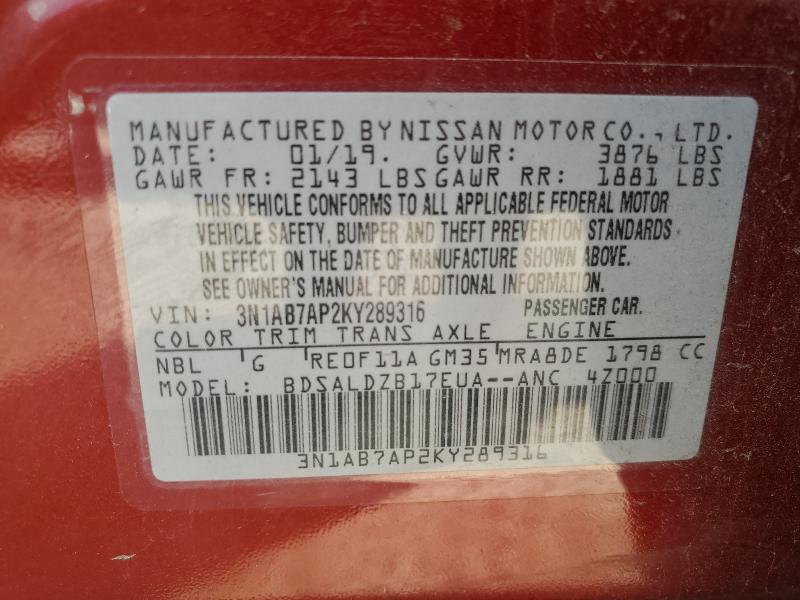 MANUFACTURED BY NISSAN MOTOR CO., LTD.
DATE: 01/19. GVWR: 3876 LBS
GAWR FR: 2143 LBS GAWR RR: 1881 LBS
THIS VEHICLE CONFORMS TO ALL APPLICABLE FEDERAL MOTOR
VEHICLE SAFETY, BUMPER AND THEFT PREVENTION STANDARDS
IN EFFECT ON THE DATE OF MANUFACTURE SHOWN ABOVE.
SEE OWNER'S MANUAL FOR ADDITIONAL INFORMATION.
VIN: 3N1AB7AP2KY289316 PASSENGER CAR.
COLOR TRIM TRANS AXLE ENGINE
NBL G RE0F11A GM35 MRA8DE 1798 CC
MODEL: BDSALDZB17EUA--ANC 4Z000
3N1AB7AP2KY289316